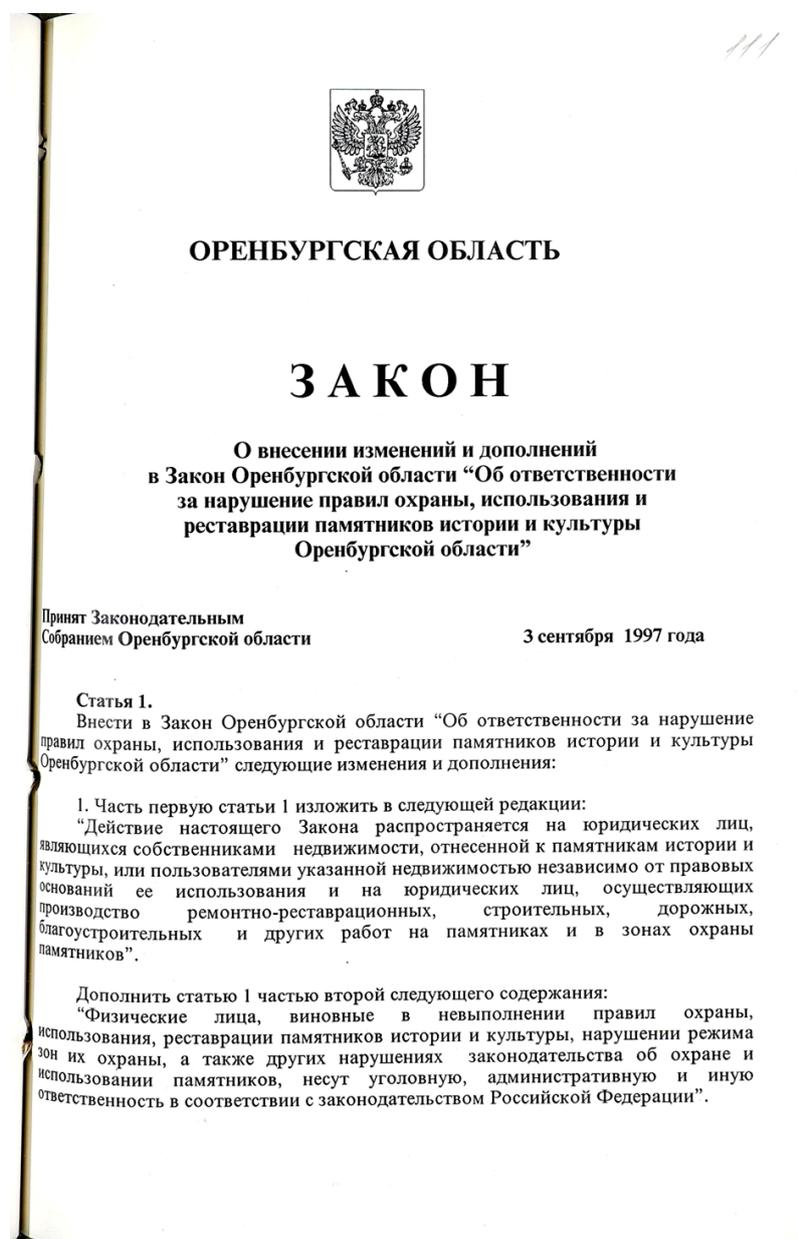 111
ОРЕНБУРГСКАЯ ОБЛАСТЬ
ЗАКОН
О внесении изменений и дополнений
в Закон Оренбургской области “Об ответственности
за нарушение правил охраны, использования и
реставрации памятников истории и культуры
Оренбургской области”
Принят Законодательным
Собранием Оренбургской области 3 сентября 1997 года
Статья 1.
Внести в Закон Оренбургской области “Об ответственности за нарушение
правил охраны, использования и реставрации памятников истории и культуры
Оренбургской области” следующие изменения и дополнения:
1. Часть первую статьи 1 изложить в следующей редакции:
“Действие настоящего Закона распространяется на юридических лиц,
являющихся собственниками недвижимости, отнесенной к памятникам истории и
культуры, или пользователями указанной недвижимостью независимо от правовых
оснований ее использования и на юридических лиц, осуществляющих
производство ремонтно-реставрационных, строительных, дорожных,
благоустроительных и других работ на памятниках и в зонах охраны
памятников”.
Дополнить статью 1 частью второй следующего содержания:
“Физические лица, виновные в невыполнении правил охраны,
использования, реставрации памятников истории и культуры, нарушении режима
зон их охраны, а также других нарушениях законодательства об охране и
использовании памятников, несут уголовную, административную и иную
ответственность в соответствии с законодательством Российской Федерации”.